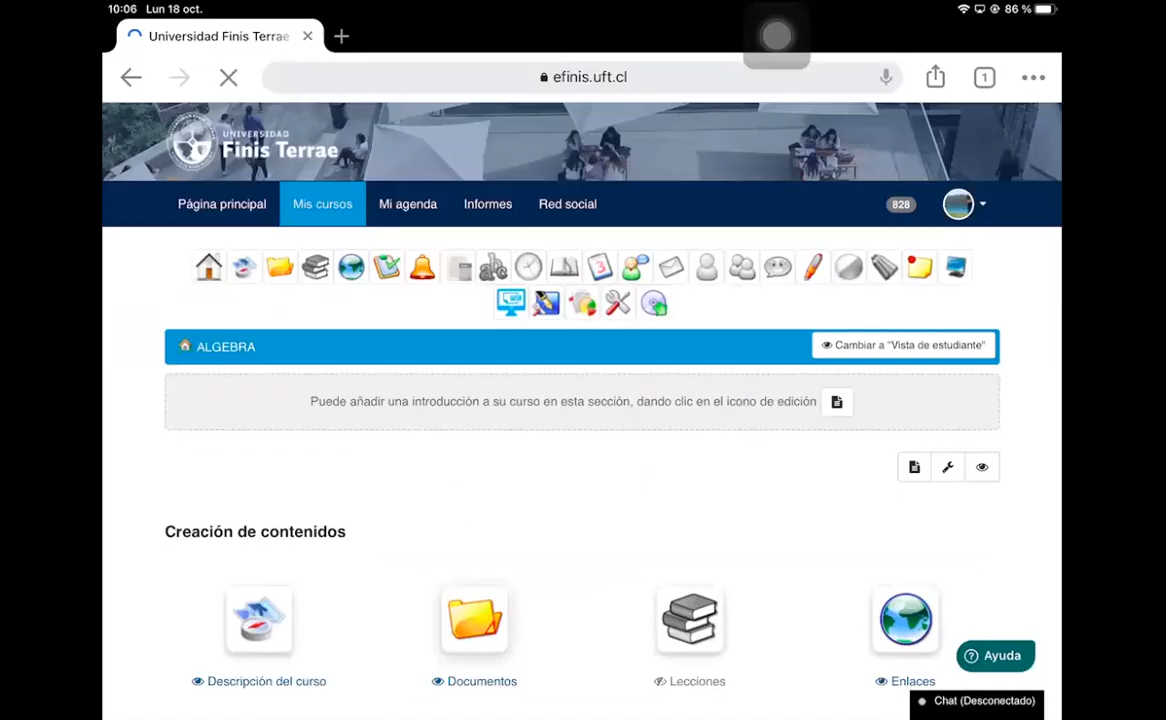 10:06 Lun 18 oct.
86 %
Universidad Finis Terrae
efinis.uft.cl
1
UNIVERSIDAD
Finis Terrae
Página principal Mis cursos Mi agenda Informes Red social 828
abc
3
ALGEBRA
Cambiar a "Vista de estudiante"
Puede añadir una introducción a su curso en esta sección, dando clic en el icono de edición
Creación de contenidos
Descripción del curso Documentos Lecciones Enlaces
Ayuda
Chat (Desconectado)